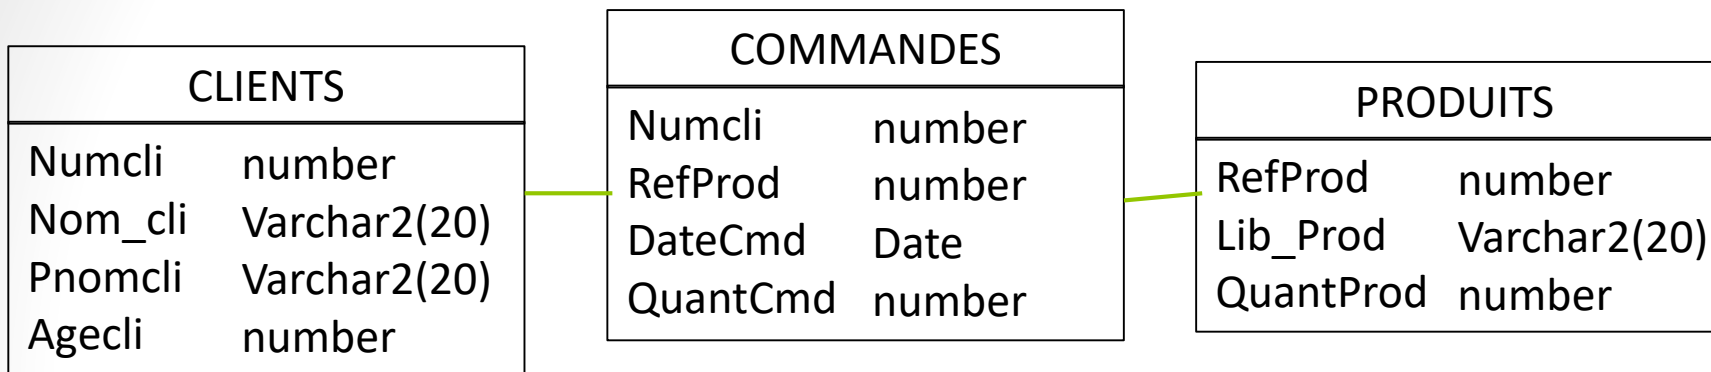 CLIENTS
Numcli number
Nom_cli Varchar2(20)
Pnomcli Varchar2(20)
Agecli number
COMMANDES
Numcli number
RefProd number
DateCmd Date
QuantCmd number
PRODUITS
RefProd number
Lib_Prod Varchar2(20)
QuantProd number